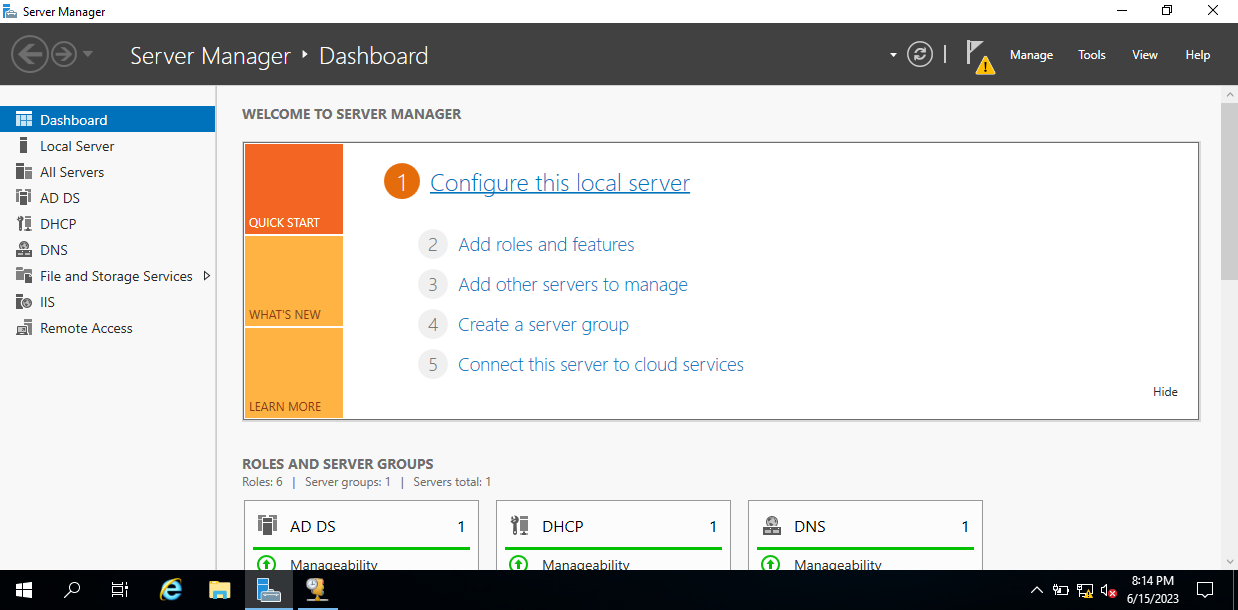 Server Manager
Server Manager ‣ Dashboard
Manage Tools View Help
Dashboard
Local Server
All Servers
AD DS
DHCP
DNS
File and Storage Services
IIS
Remote Access
WELCOME TO SERVER MANAGER
QUICK START
WHAT'S NEW
LEARN MORE
1 Configure this local server
2 Add roles and features
3 Add other servers to manage
4 Create a server group
5 Connect this server to cloud services
Hide
ROLES AND SERVER GROUPS
Roles: 6 | Server groups: 1 | Servers total: 1
AD DS 1
Manageability
DHCP 1
Manageability
DNS 1
Manageability
8:14 PM
6/15/2023